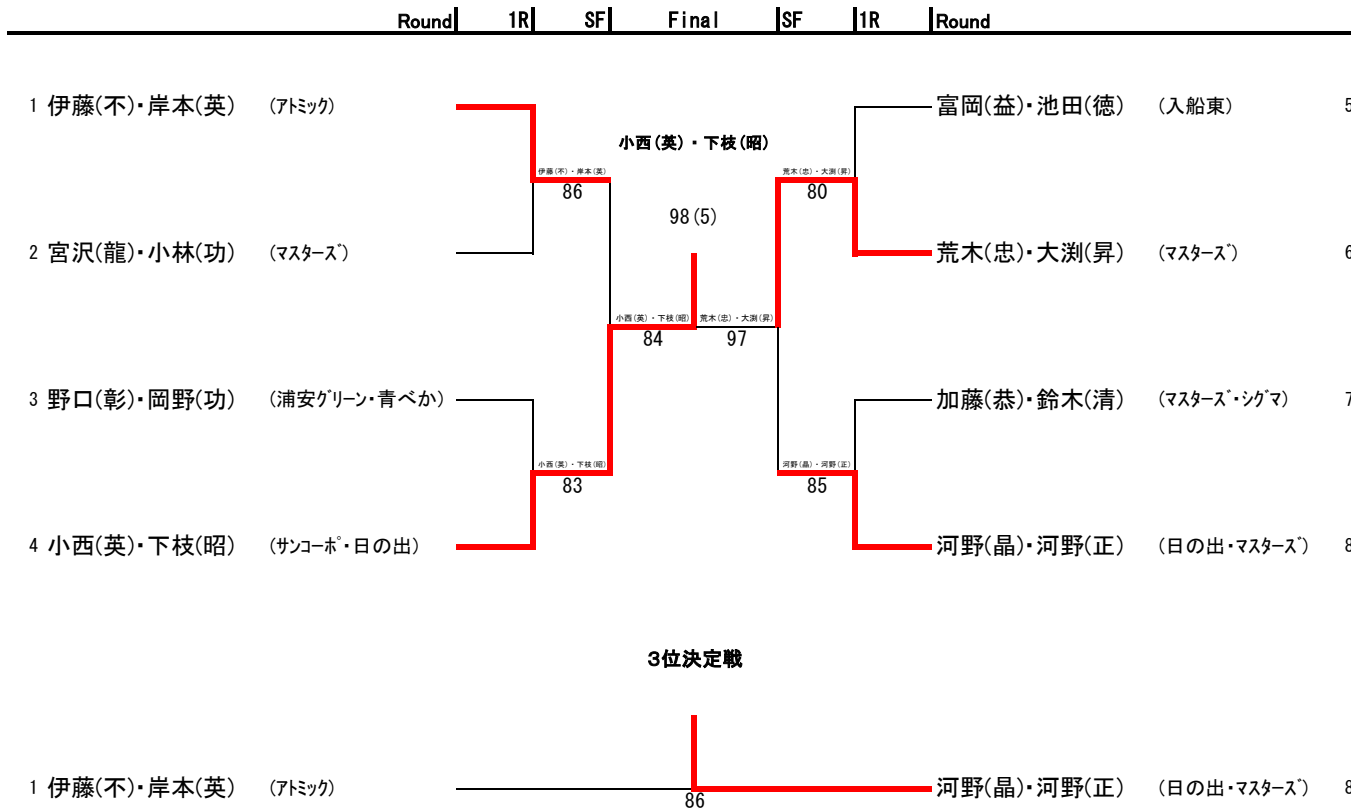 Round 1R SF Final SF 1R Round
1 伊藤(不)・岸本(英) (アトミック) 富岡(益)・池田(徳) (入船東) 5
小西(英)・下枝(昭)
伊藤(不)・岸本(英) 荒木(忠)・大渕(昇)
86 80
98(5)
2 宮沢(龍)・小林(功) (マスターズ) 荒木(忠)・大渕(昇) (マスターズ) 6
小西(英)・下枝(昭) 荒木(忠)・大渕(昇)
84 97
3 野口(彰)・岡野(功) (浦安グリーン・青べか) 加藤(恭)・鈴木(清) (マスターズ・シグマ) 7
小西(英)・下枝(昭) 河野(晶)・河野(正)
83 85
4 小西(英)・下枝(昭) (サンコーポ・日の出) 河野(晶)・河野(正) (日の出・マスターズ) 8
3位決定戦
1 伊藤(不)・岸本(英) (アトミック) 河野(晶)・河野(正) (日の出・マスターズ) 8
86